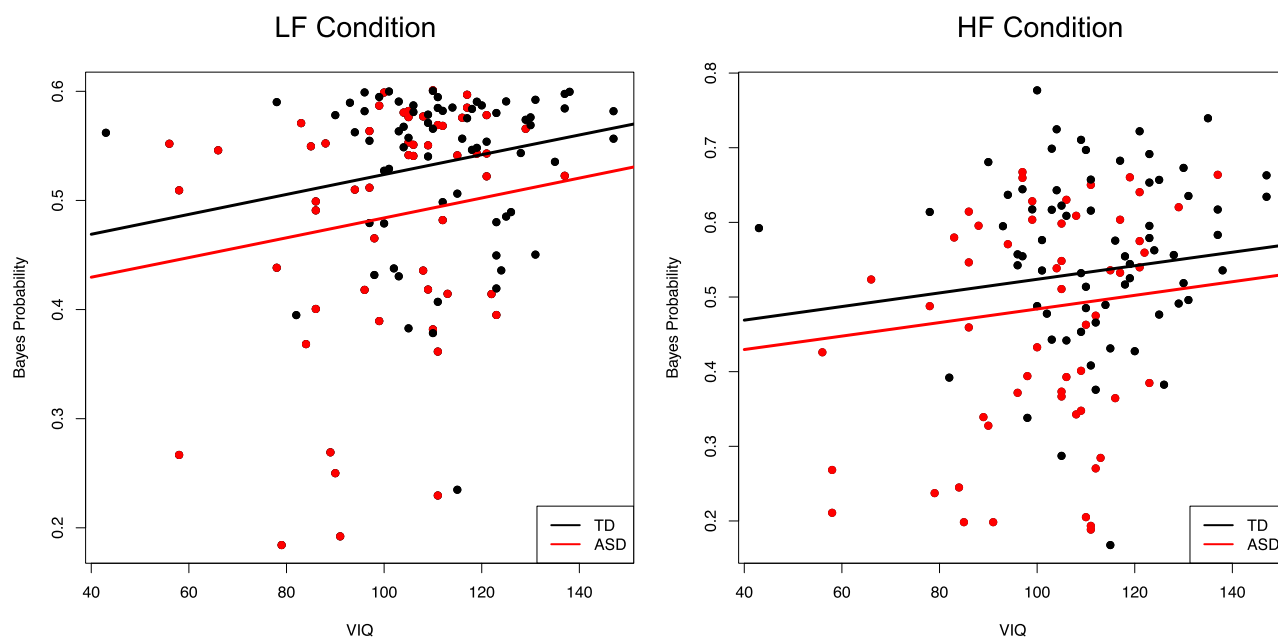 LF Condition
Bayes Probability
0.6
0.5
0.4
0.3
0.2
40 60 80 100 120 140
VIQ
TD
ASD
HF Condition
Bayes Probability
0.8
0.7
0.6
0.5
0.4
0.3
0.2
40 60 80 100 120 140
VIQ
TD
ASD